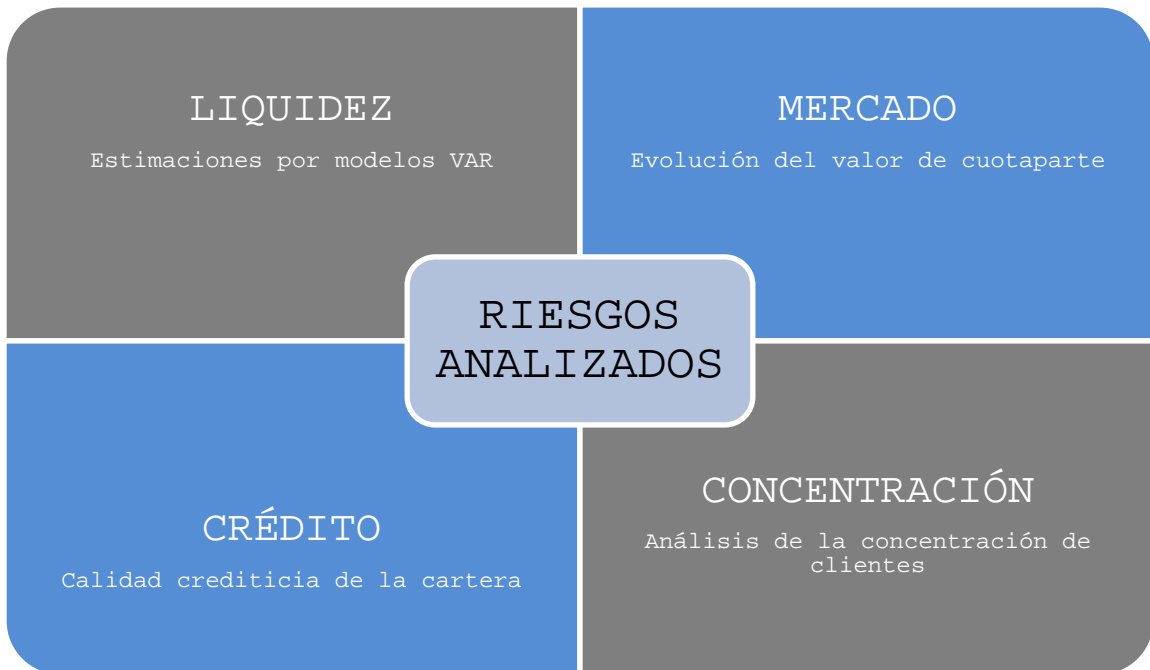 LIQUIDEZ
Estimaciones por modelos VAR
MERCADO
Evolución del valor de cuotaparte
RIESGOS
ANALIZADOS
CRÉDITO
Calidad crediticia de la cartera
CONCENTRACIÓN
Análisis de la concentración de
clientes